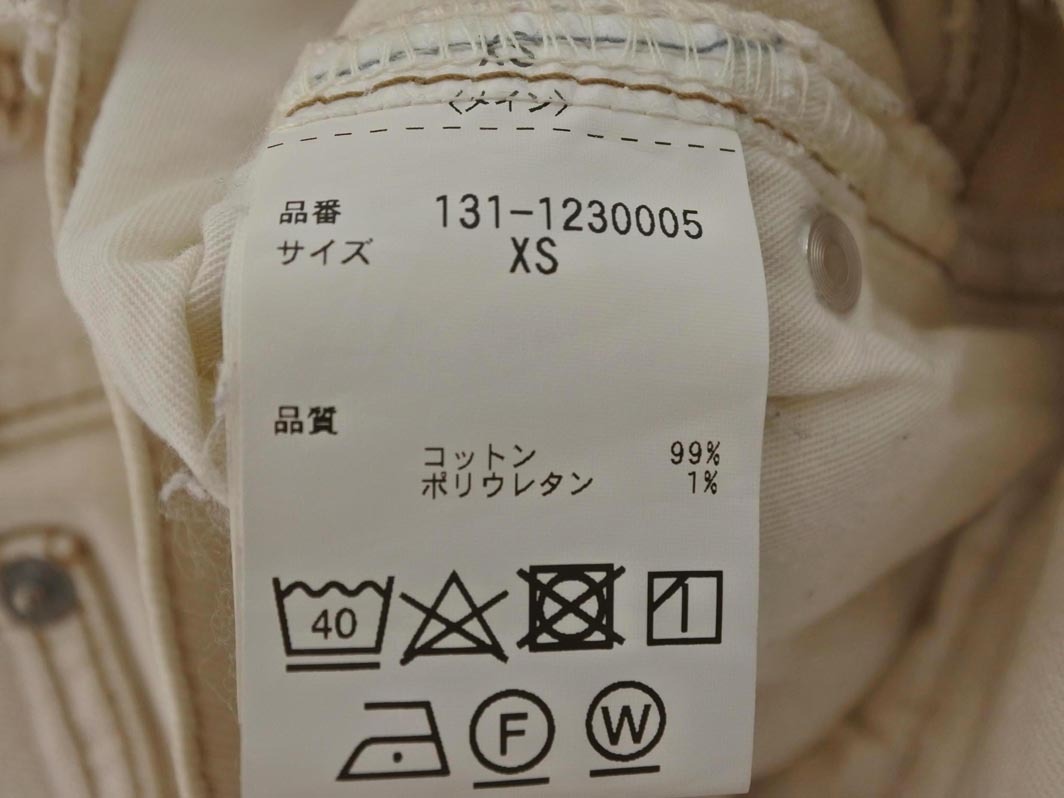 XS
〈メイン〉
品番 131-1230005
サイズ XS
品質
コットン 99%
ポリウレタン 1%
40
F W